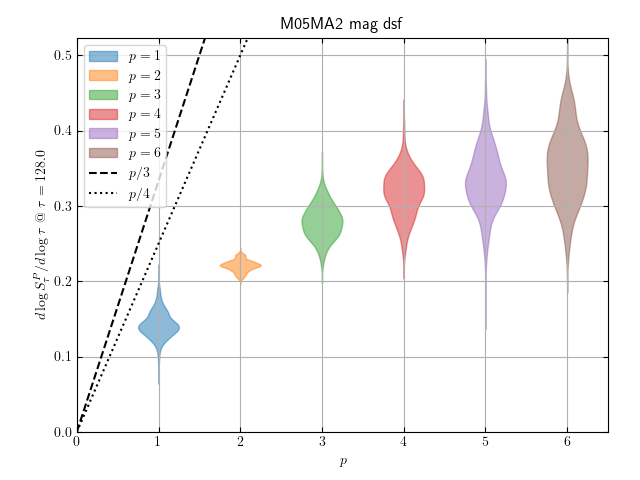 M05MA2 mag dsf
d log S_τ^P / d log τ @ τ = 128.0
0.5
0.4
0.3
0.2
0.1
0.0
p = 1
p = 2
p = 3
p = 4
p = 5
p = 6
p/3
p/4
0 1 2 3 4 5 6
p